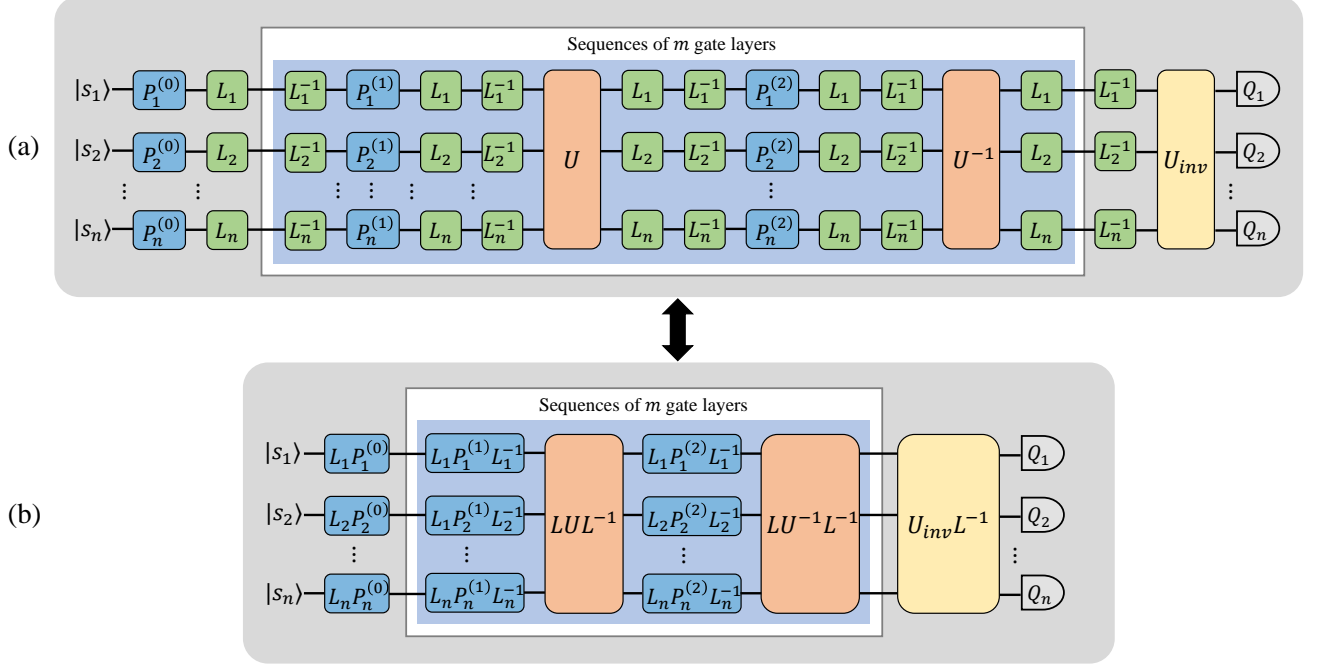 Sequences of m gate layers
|s₁⟩ P₁⁽⁰⁾ L₁ L₁⁻¹ P₁⁽¹⁾ L₁ L₁⁻¹ L₁ L₁⁻¹ P₁⁽²⁾ L₁ L₁⁻¹ L₁ L₁⁻¹ Q₁
(a) |s₂⟩ P₂⁽⁰⁾ L₂ L₂⁻¹ P₂⁽¹⁾ L₂ L₂⁻¹ U L₂ L₂⁻¹ P₂⁽²⁾ L₂ L₂⁻¹ U⁻¹ L₂ L₂⁻¹ U_inv Q₂
⋮ ⋮ ⋮ ⋮ ⋮ ⋮ ⋮ ⋮
|sₙ⟩ Pₙ⁽⁰⁾ Lₙ Lₙ⁻¹ Pₙ⁽¹⁾ Lₙ Lₙ⁻¹ Lₙ Lₙ⁻¹ Pₙ⁽²⁾ Lₙ Lₙ⁻¹ Lₙ Lₙ⁻¹ Qₙ
Sequences of m gate layers
|s₁⟩ L₁P₁⁽⁰⁾ L₁P₁⁽¹⁾L₁⁻¹ L₁P₁⁽²⁾L₁⁻¹ Q₁
(b) |s₂⟩ L₂P₂⁽⁰⁾ L₁P₂⁽¹⁾L₂⁻¹ LUL⁻¹ L₂P₂⁽²⁾L₂⁻¹ LU⁻¹L⁻¹ U_invL⁻¹ Q₂
⋮ ⋮ ⋮ ⋮ ⋮
|sₙ⟩ LₙPₙ⁽⁰⁾ LₙPₙ⁽¹⁾Lₙ⁻¹ LₙPₙ⁽²⁾Lₙ⁻¹ Qₙ